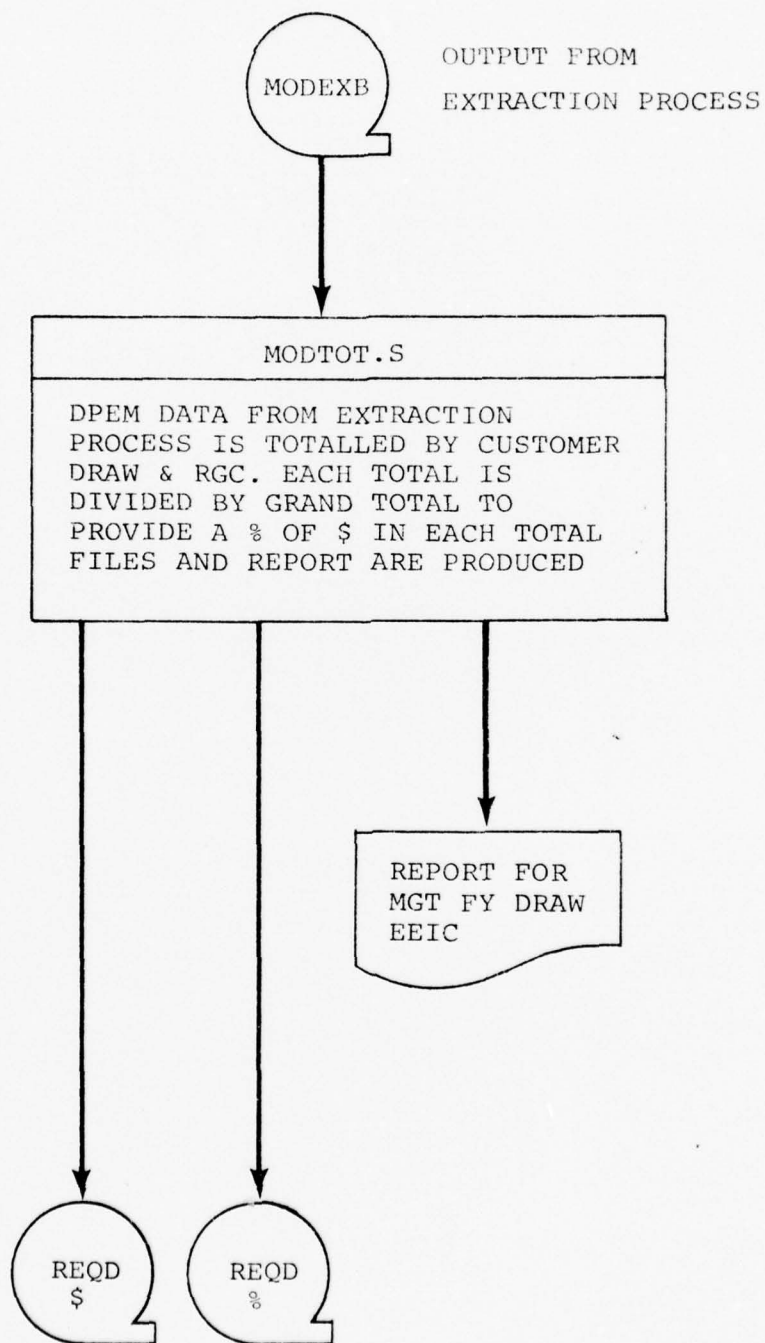 MODEXB
OUTPUT FROM
EXTRACTION PROCESS
MODTOT.S
DPEM DATA FROM EXTRACTION
PROCESS IS TOTALLED BY CUSTOMER
DRAW & RGC. EACH TOTAL IS
DIVIDED BY GRAND TOTAL TO
PROVIDE A % OF $ IN EACH TOTAL
FILES AND REPORT ARE PRODUCED
REPORT FOR
MGT FY DRAW
EEIC
REQD
$
REQD
%